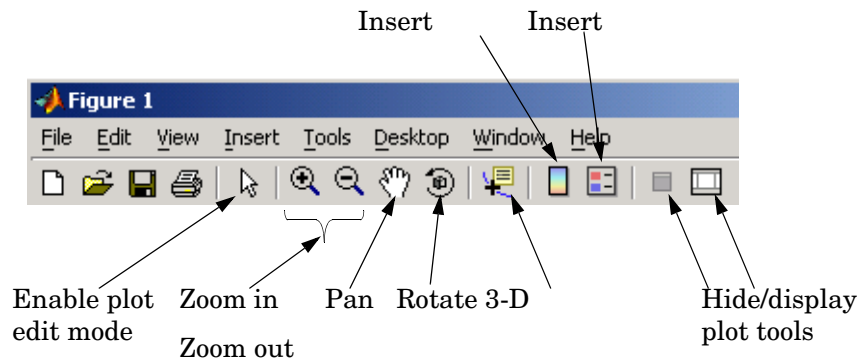 Insert Insert
Figure 1
File Edit View Insert Tools Desktop Window Help
Enable plot
edit mode
Zoom in
Zoom out
Pan
Rotate 3-D
Hide/display
plot tools